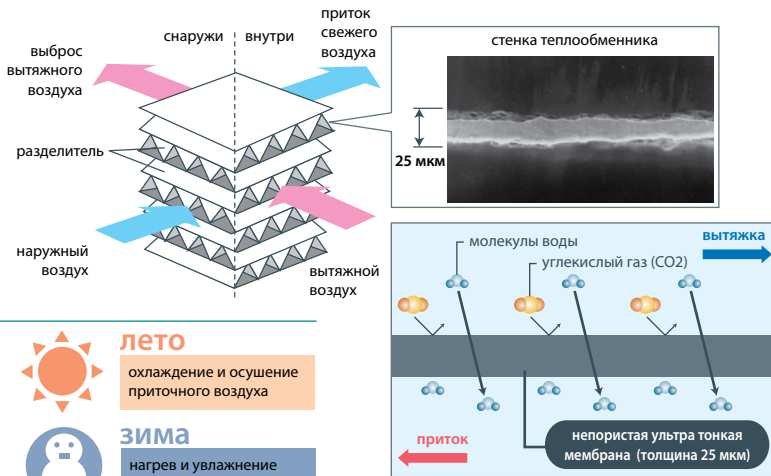 снаружи
внутри
приток
свежего
воздуха
выброс
вытяжного
воздуха
разделитель
наружный
воздух
вытяжной
воздух
стенка теплообменника
25 мкм
молекулы воды
углекислый газ (CO2)
вытяжка
приток
непористая ультра тонкая
мембрана (толщина 25 мкм)
лето
охлаждение и осушение
приточного воздуха
зима
нагрев и увлажнение